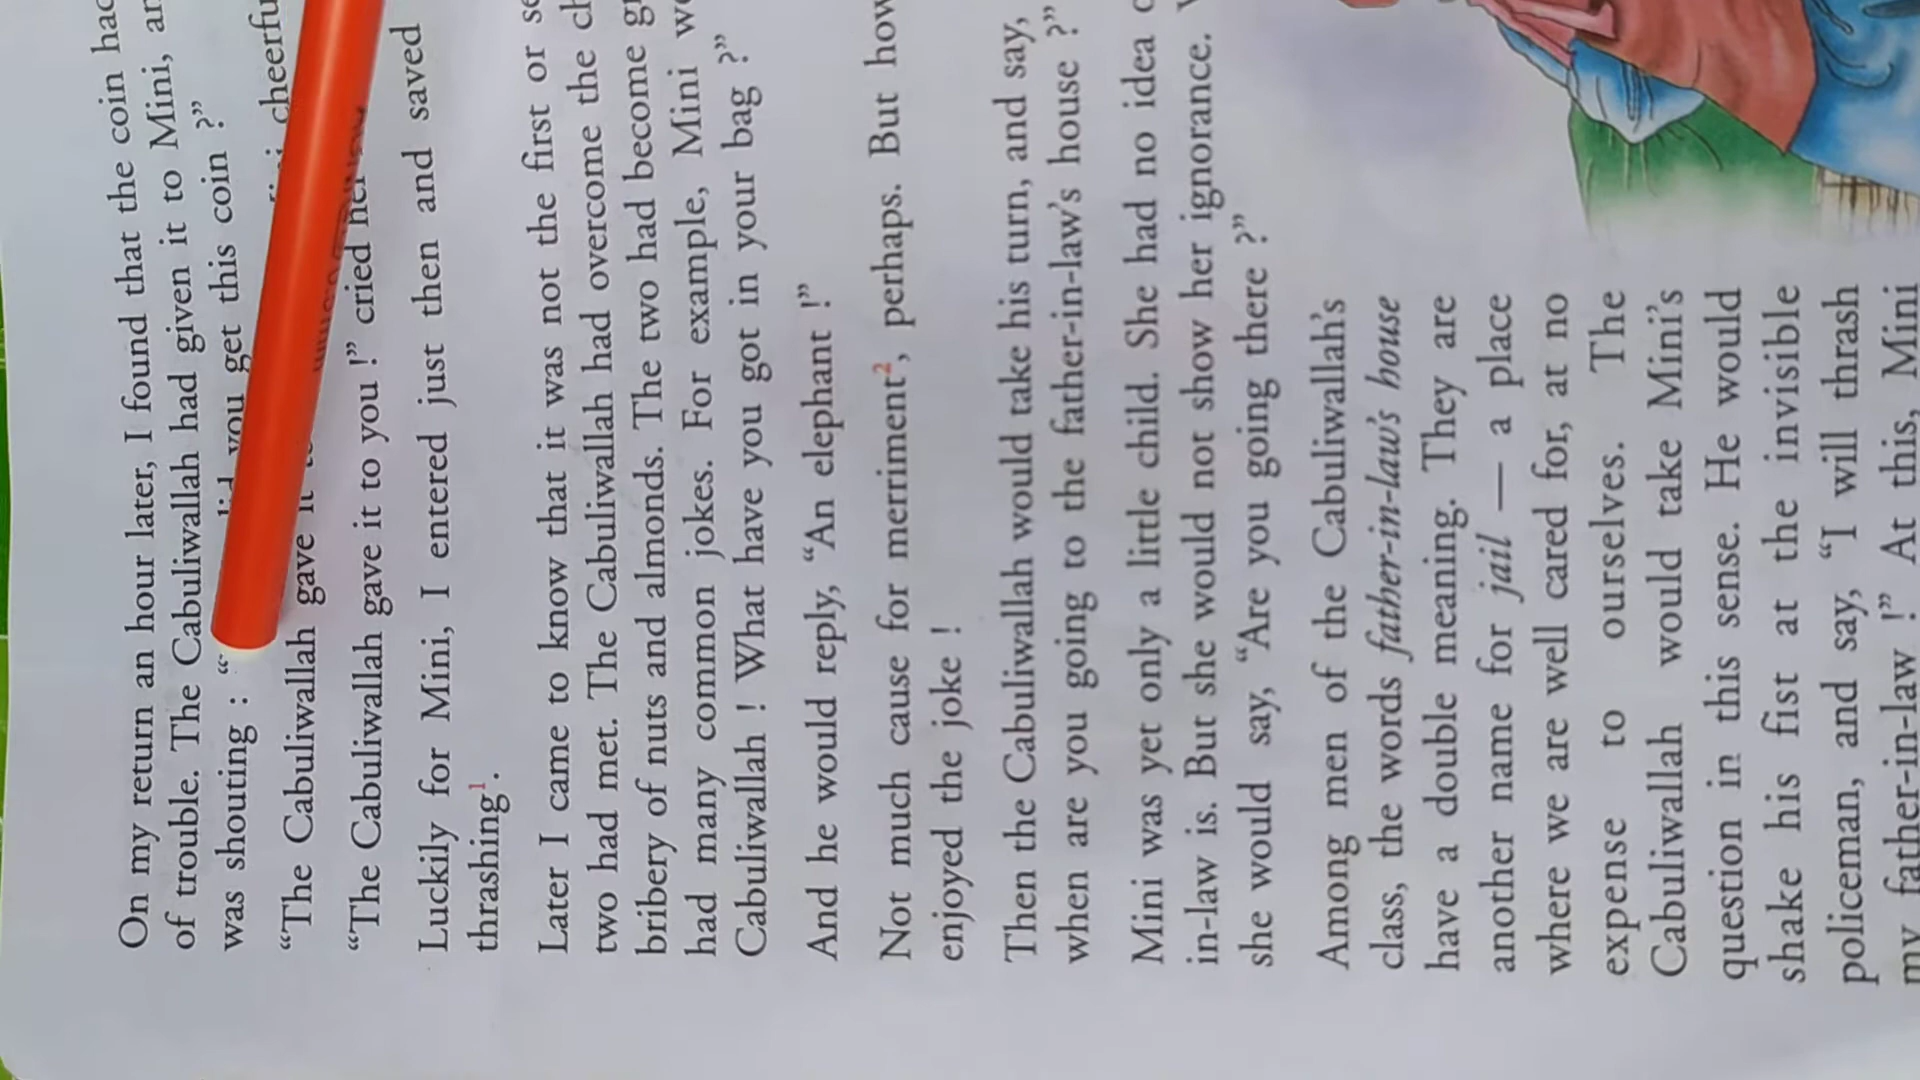 On my return an hour later, I found that the coin had
of trouble. The Cabuliwallah had given it to Mini, an
was shouting : “ did you get this coin ?”
“The Cabuliwallah gave it cheerfu
“The Cabuliwallah gave it to you !” cried her
Luckily for Mini, I entered just then and saved
thrashing¹.
Later I came to know that it was not the first or
two had met. The Cabuliwallah had overcome the
bribery of nuts and almonds. The two had become
had many common jokes. For example, Mini
Cabuliwallah ! What have you got in your bag ?”
And he would reply, “An elephant !”
Not much cause for merriment², perhaps. But how
enjoyed the joke !
Then the Cabuliwallah would take his turn, and say,
when are you going to the father-in-law’s house ?”
Mini was yet only a little child. She had no idea
in-law is. But she would not show her ignorance.
she would say, “Are you going there ?”
Among men of the Cabuliwallah’s
class, the words father-in-law’s house
have a double meaning. They are
another name for jail — a place
where we are well cared for, at no
expense to ourselves. The
Cabuliwallah would take Mini’s
question in this sense. He would
shake his fist at the invisible
policeman, and say, “I will thrash
my father-in-law !” At this, Mini